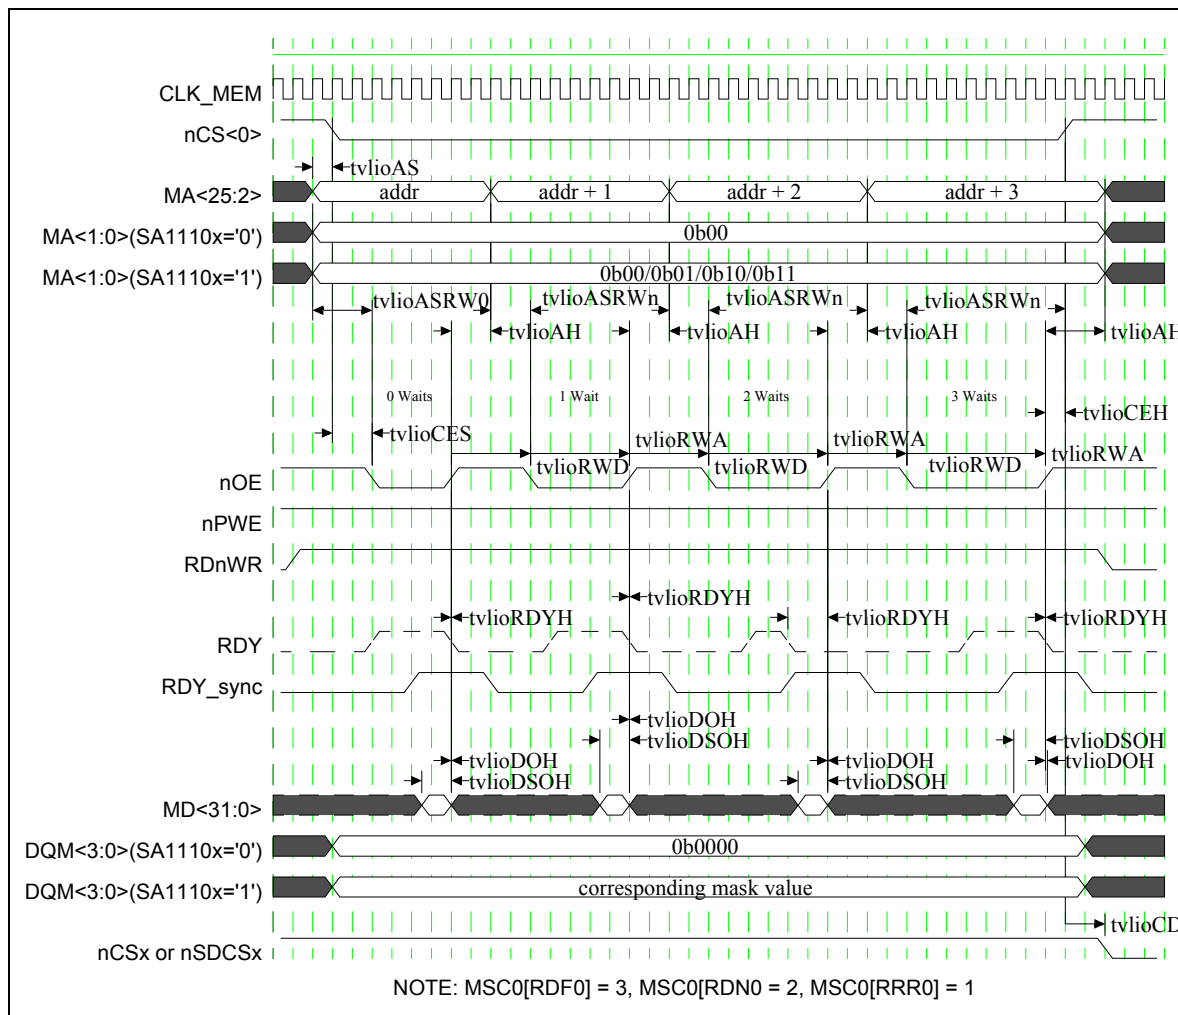 CLK_MEM
nCS<0>
tvlioAS
MA<25:2>
addr
addr + 1
addr + 2
addr + 3
MA<1:0>(SA1110x='0')
0b00
MA<1:0>(SA1110x='1')
0b00/0b01/0b10/0b11
tvlioASRW0
tvlioASRWn
tvlioASRWn
tvlioASRWn
tvlioAH
tvlioAH
tvlioAH
tvlioAH
0 Waits
1 Wait
2 Waits
3 Waits
tvlioCEH
tvlioCES
tvlioRWA
tvlioRWA
tvlioRWA
nOE
tvlioRWD
tvlioRWD
tvlioRWD
nPWE
RDnWR
tvlioRDYH
tvlioRDYH
tvlioRDYH
tvlioRDYH
RDY
RDY_sync
tvlioDOH
tvlioDSOH
tvlioDSOH
tvlioDOH
tvlioDOH
tvlioDOH
tvlioDSOH
tvlioDSOH
MD<31:0>
DQM<3:0>(SA1110x='0')
0b0000
DQM<3:0>(SA1110x='1')
corresponding mask value
tvlioCD
nCSx or nSDCSx
NOTE: MSC0[RDF0] = 3, MSC0[RDN0 = 2, MSC0[RRR0] = 1